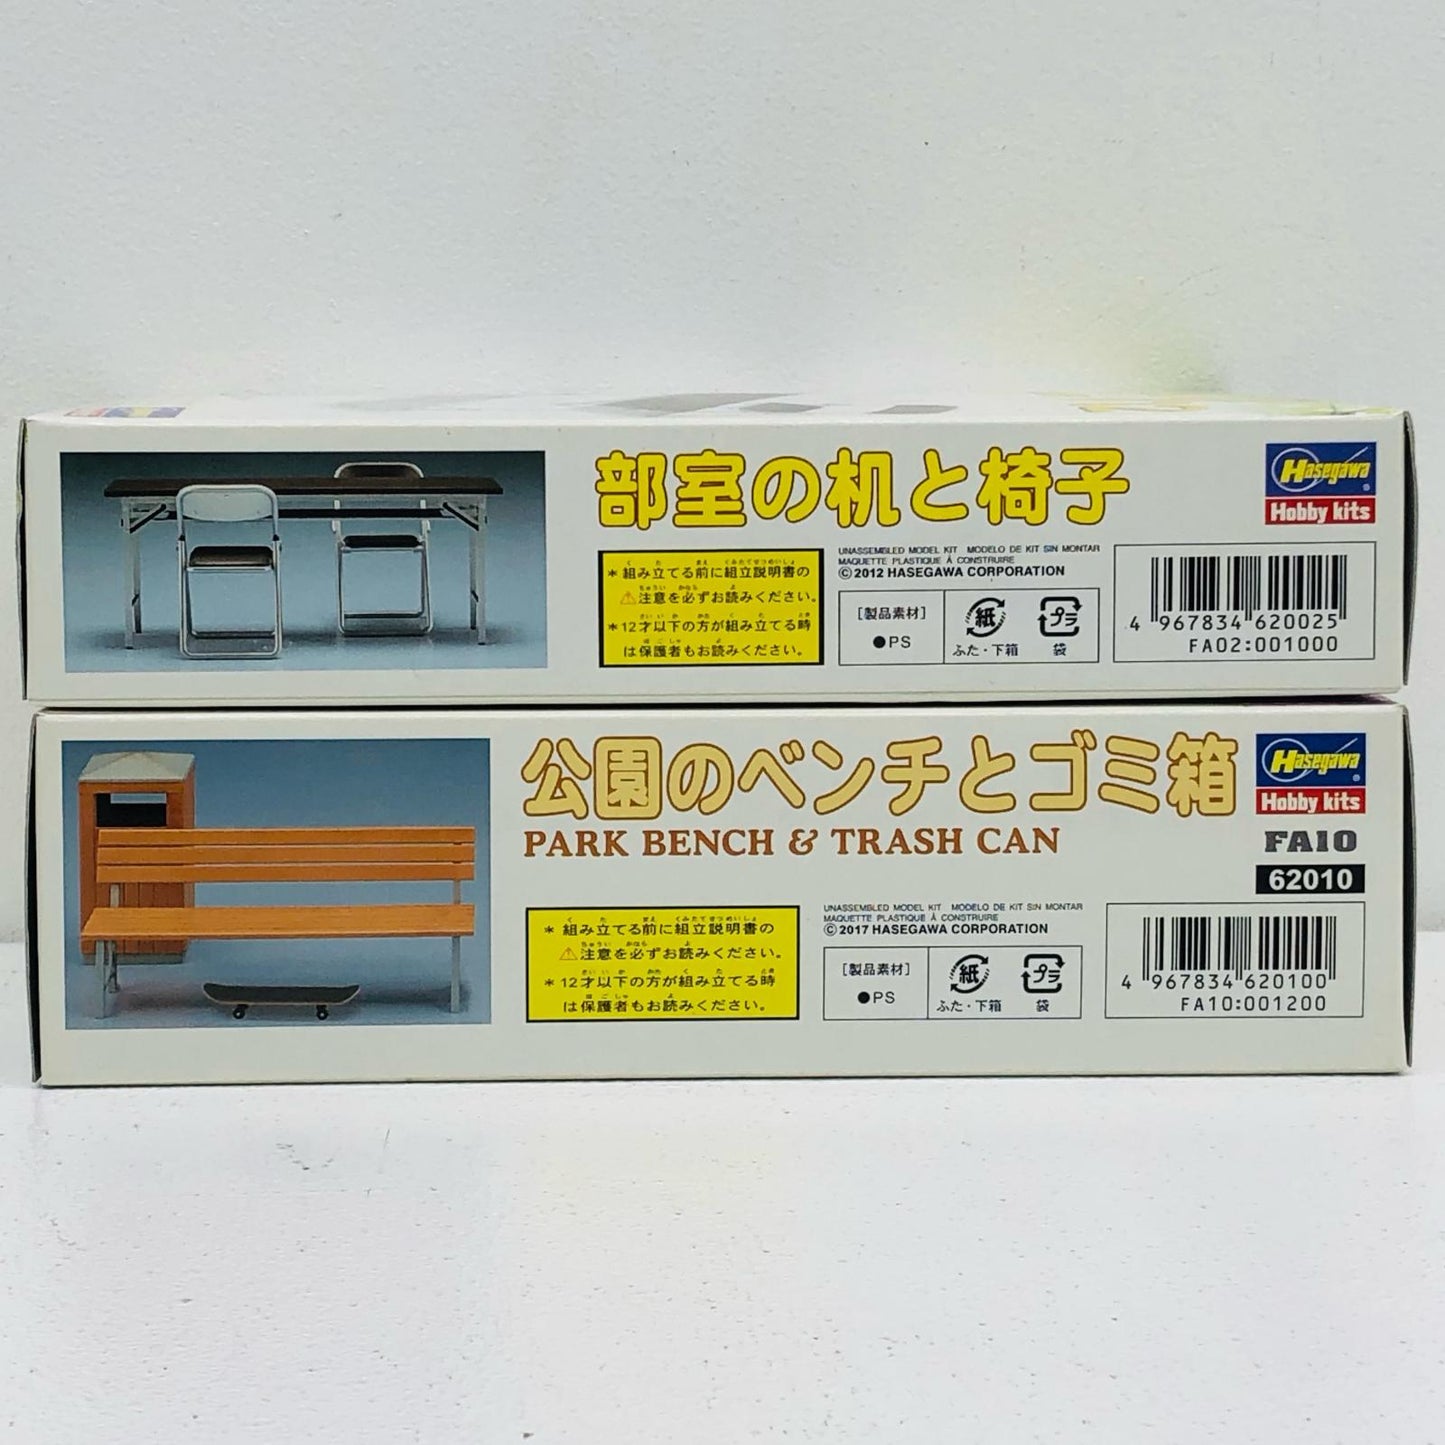 部室の机と椅子
Hasegawa
Hobby kits
＊組み立てる前に組立説明書の
⚠注意を必ずお読みください。
＊12才以下の方が組み立てる時
は保護者もお読みください。
UNASSEMBLED MODEL KIT MODELO DE KIT SIN MONTAR
MAQUETTE PLASTIQUE À CONSTRUIRE
©2012 HASEGAWA CORPORATION
[製品素材]
●PS
紙
ふた・下箱
プラ
袋
4 967834 620025
FA02:001000
公園のベンチとゴミ箱
PARK BENCH & TRASH CAN
Hasegawa
Hobby kits
FA10
62010
＊組み立てる前に組立説明書の
⚠注意を必ずお読みください。
＊12才以下の方が組み立てる時
は保護者もお読みください。
UNASSEMBLED MODEL KIT MODELO DE KIT SIN MONTAR
MAQUETTE PLASTIQUE À CONSTRUIRE
©2017 HASEGAWA CORPORATION
[製品素材]
●PS
紙
ふた・下箱
プラ
袋
4 967834 620100
FA10:001200